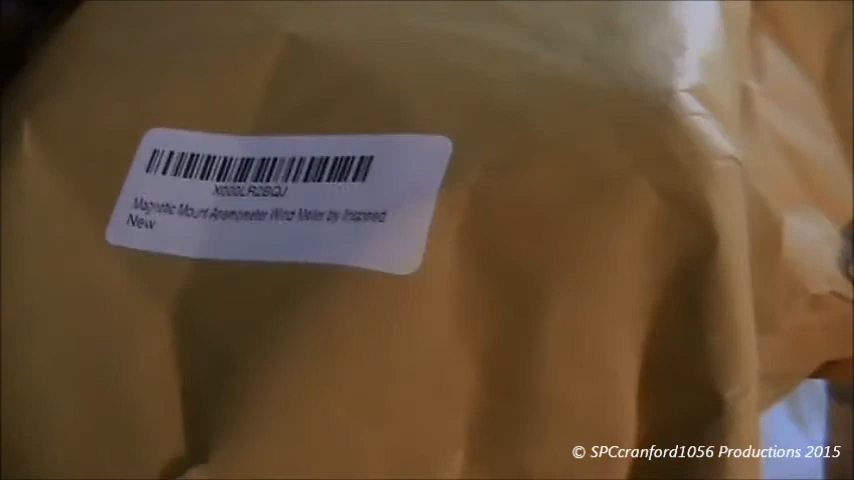 X000LR2BQJ
Magnetic Mount Anemometer Wind Meter by Inspeed
New
© SPCcranford1056 Productions 2015